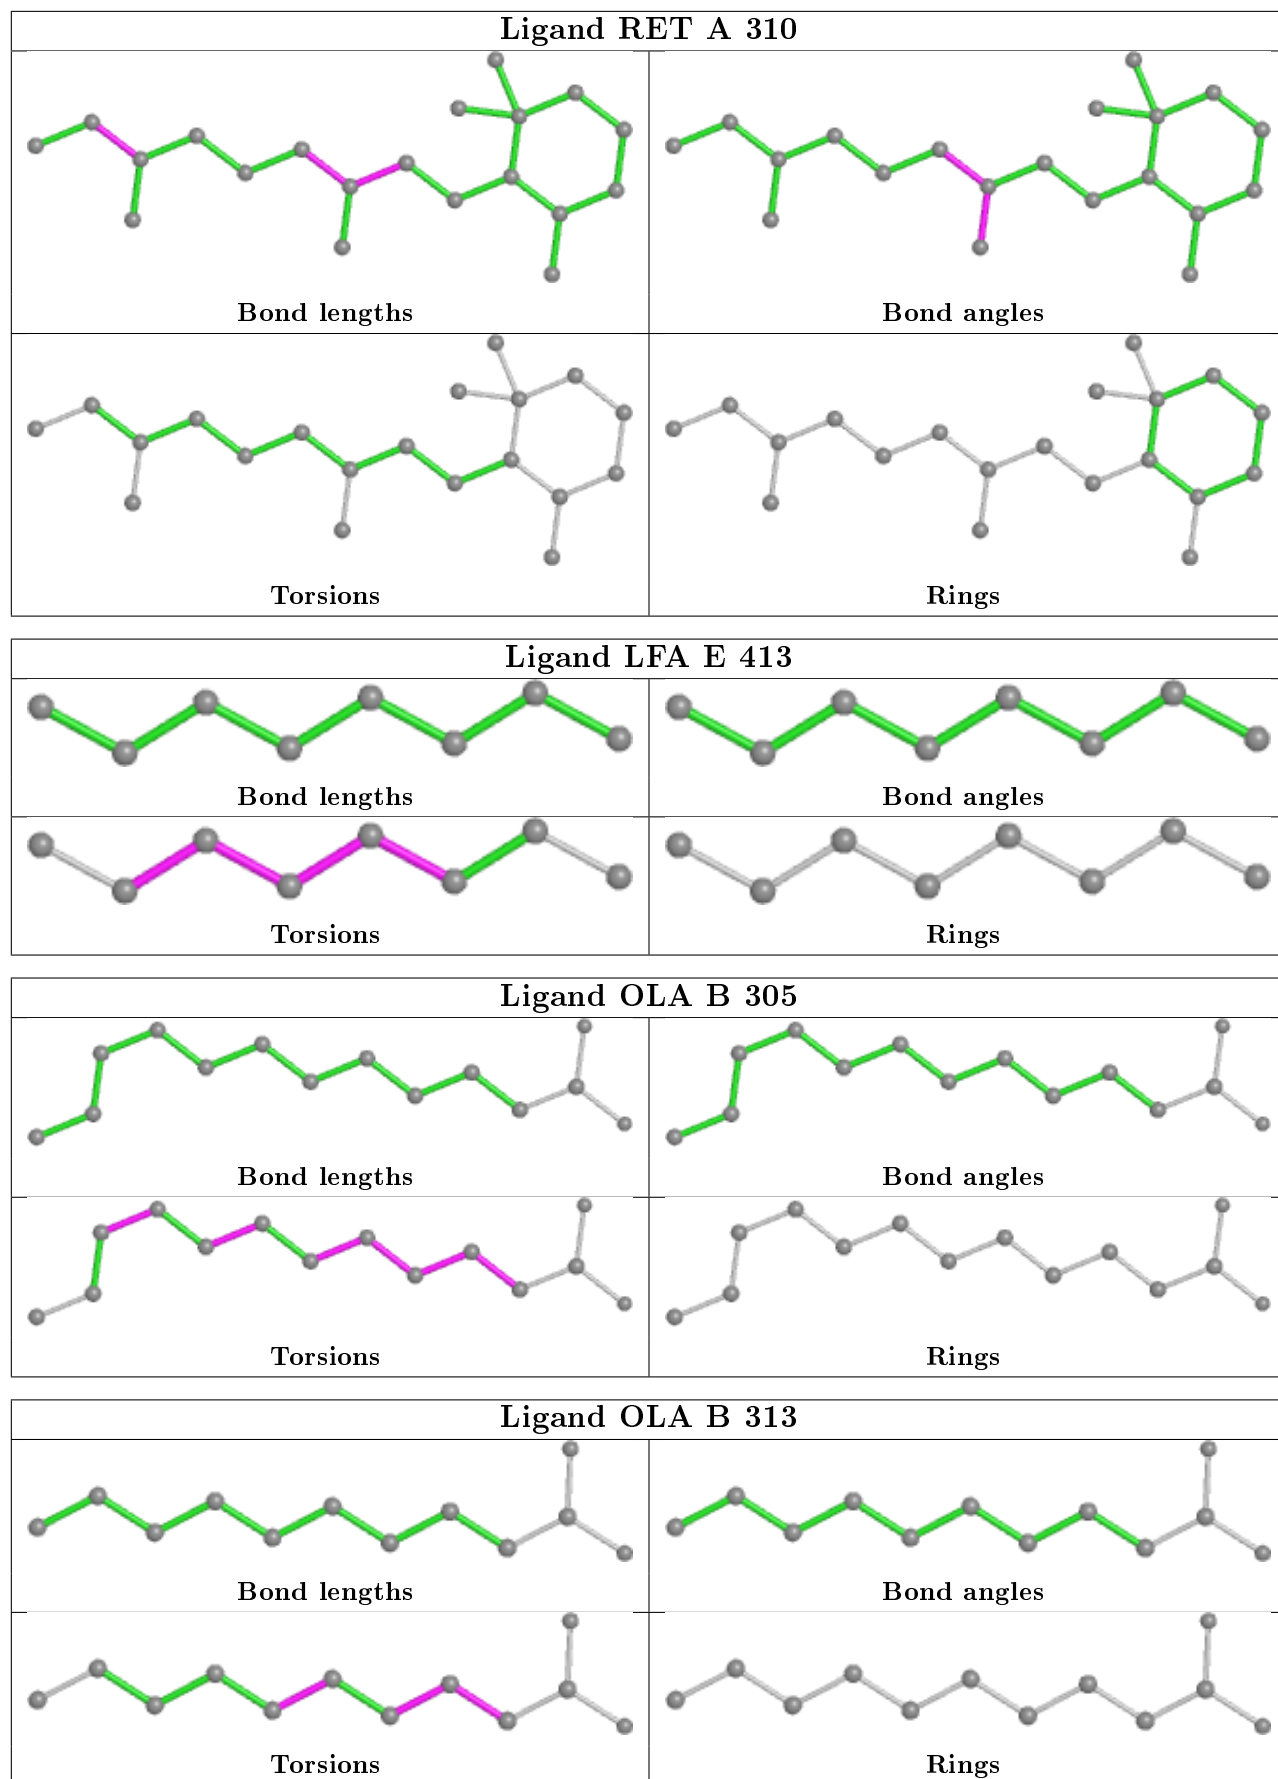 Ligand RET A 310
Bond lengths
Bond angles
Torsions
Rings
Ligand LFA E 413
Bond lengths
Bond angles
Torsions
Rings
Ligand OLA B 305
Bond lengths
Bond angles
Torsions
Rings
Ligand OLA B 313
Bond lengths
Bond angles
Torsions
Rings